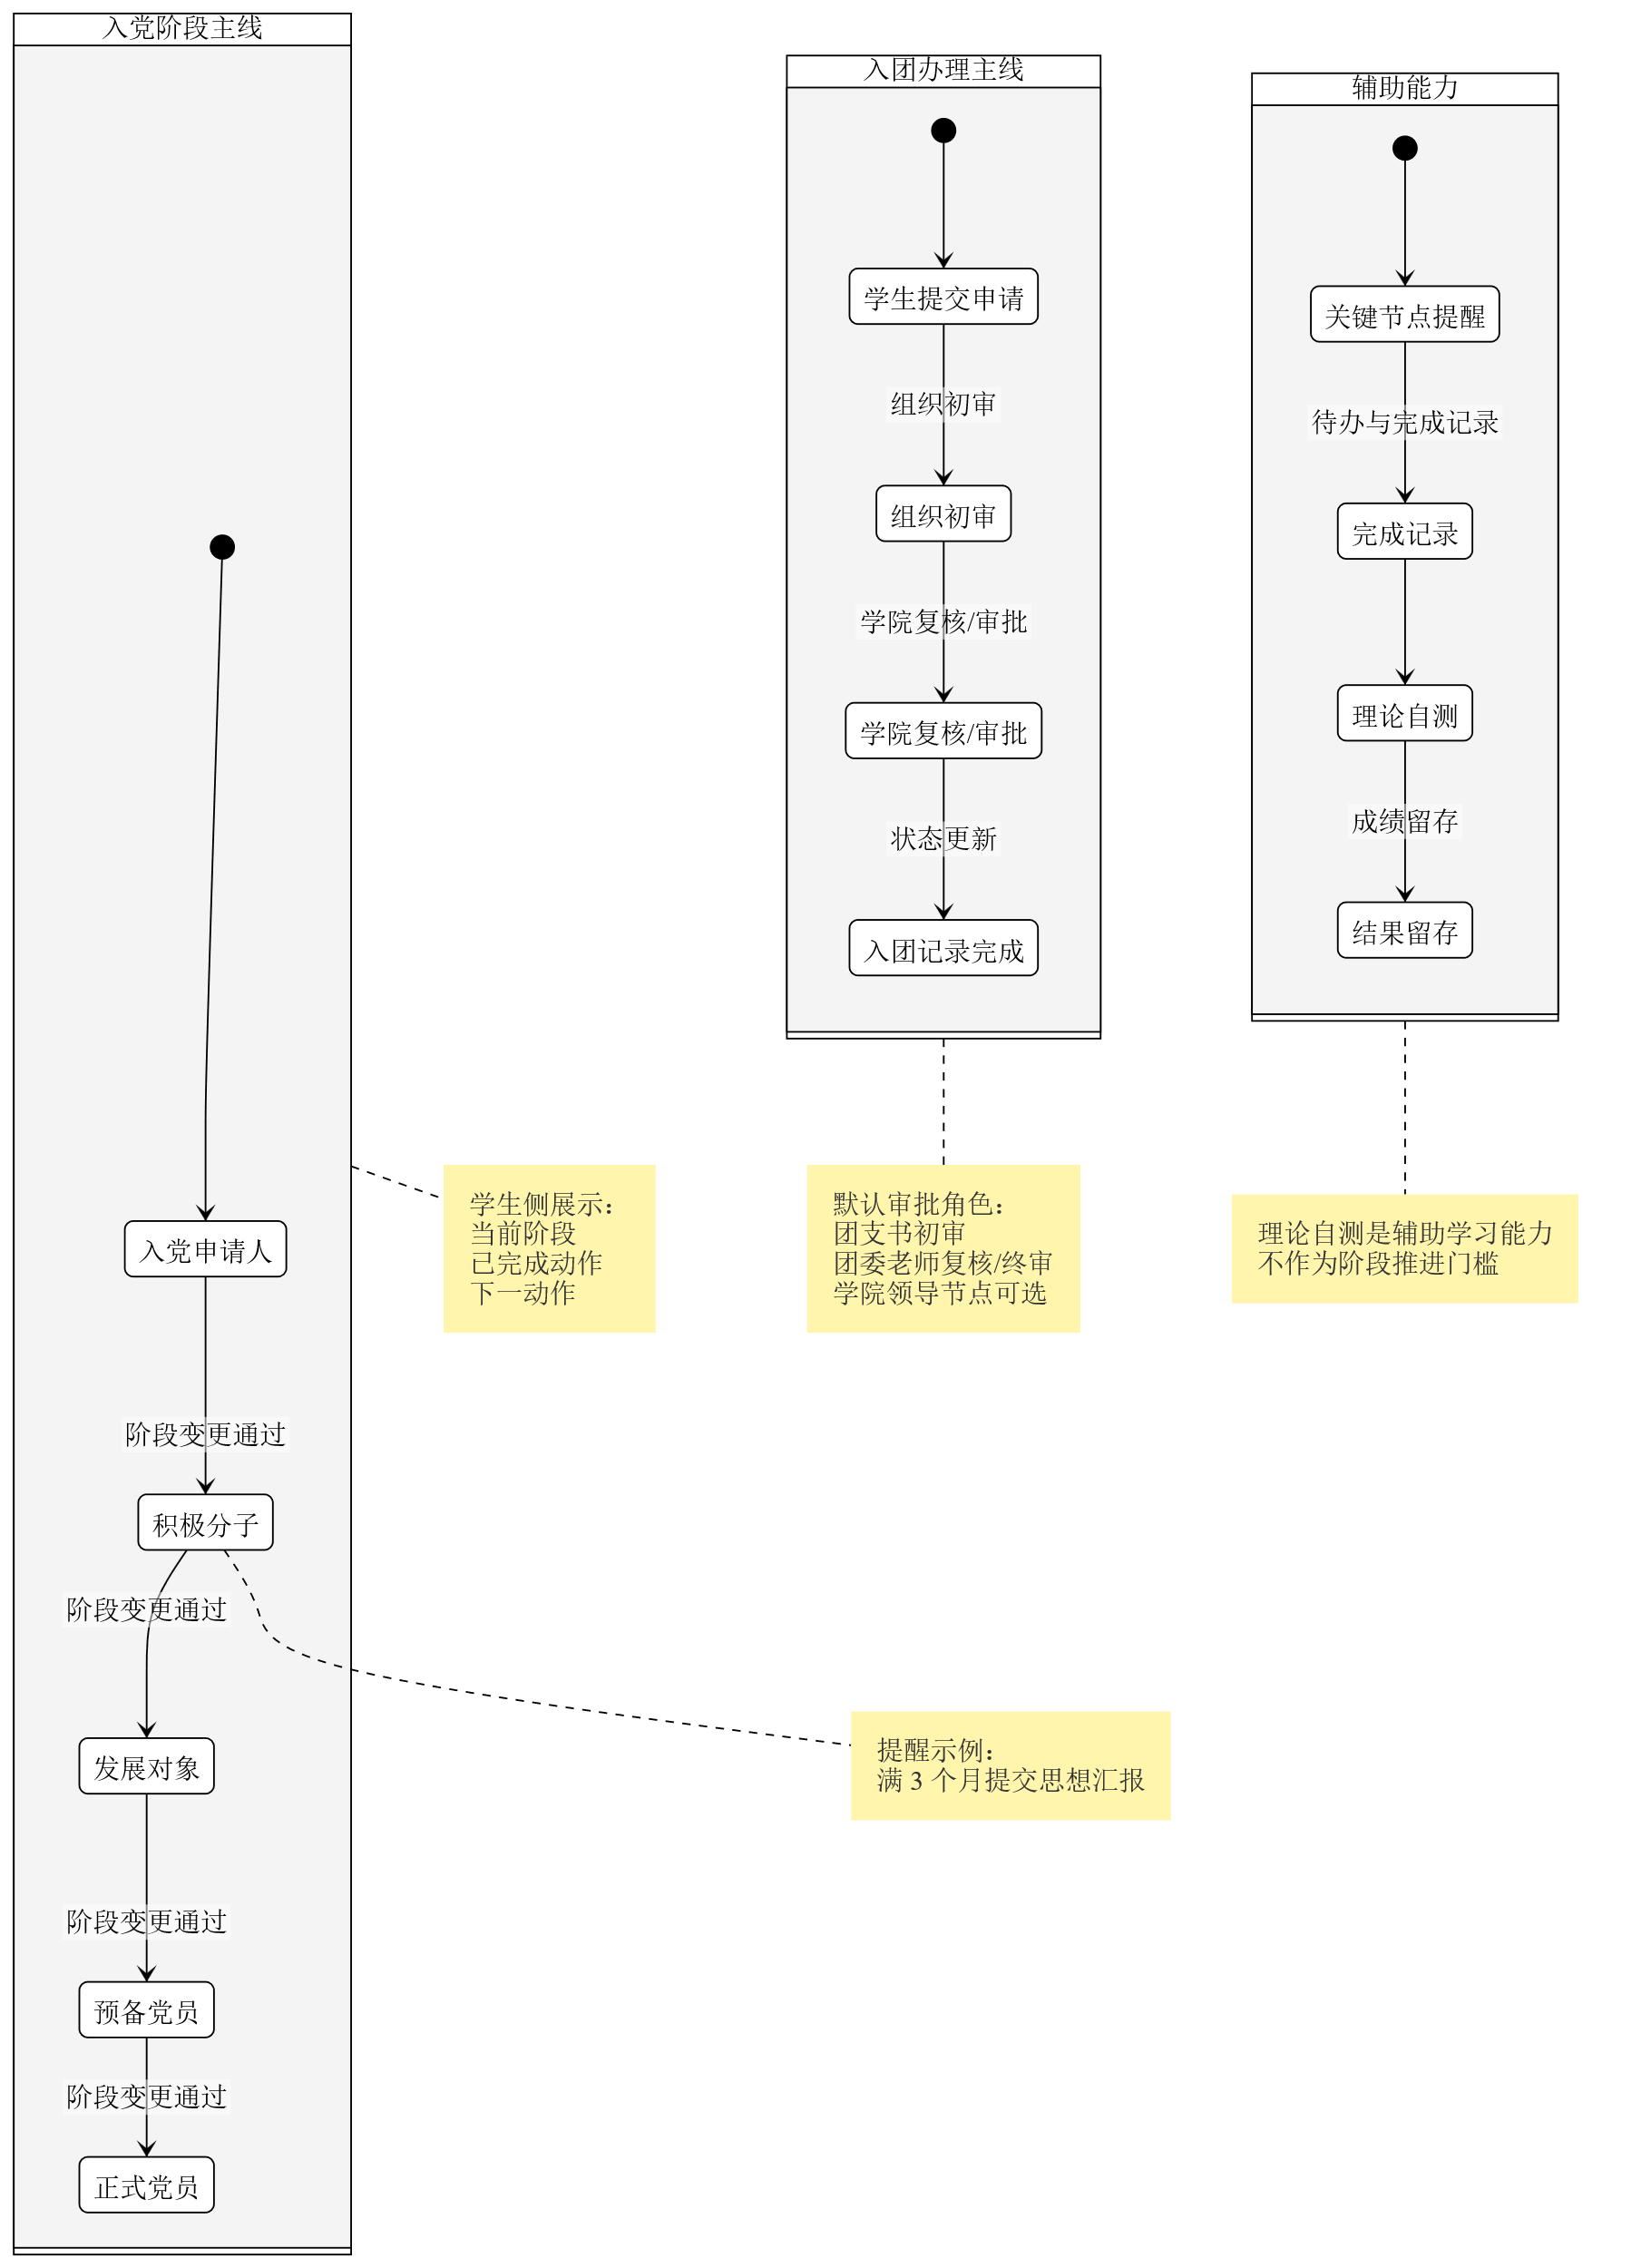 入党阶段主线
入党申请人
阶段变更通过
积极分子
阶段变更通过
发展对象
阶段变更通过
预备党员
阶段变更通过
正式党员
学生侧展示：
当前阶段
已完成动作
下一动作
提醒示例：
满 3 个月提交思想汇报
入团办理主线
学生提交申请
组织初审
组织初审
学院复核/审批
学院复核/审批
状态更新
入团记录完成
默认审批角色：
团支书初审
团委老师复核/终审
学院领导节点可选
辅助能力
关键节点提醒
待办与完成记录
完成记录
理论自测
成绩留存
结果留存
理论自测是辅助学习能力
不作为阶段推进门槛